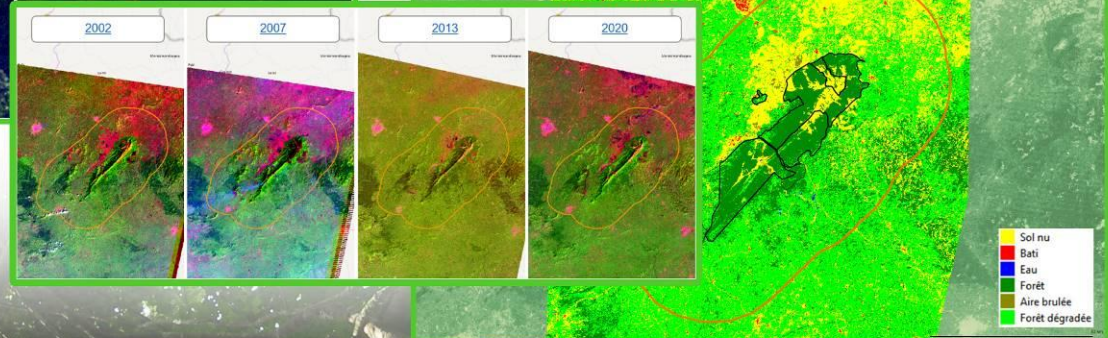 2002
2007
2013
2020
Sol nu
Bati
Eau
Forêt
Aire brulée
Forêt dégradée